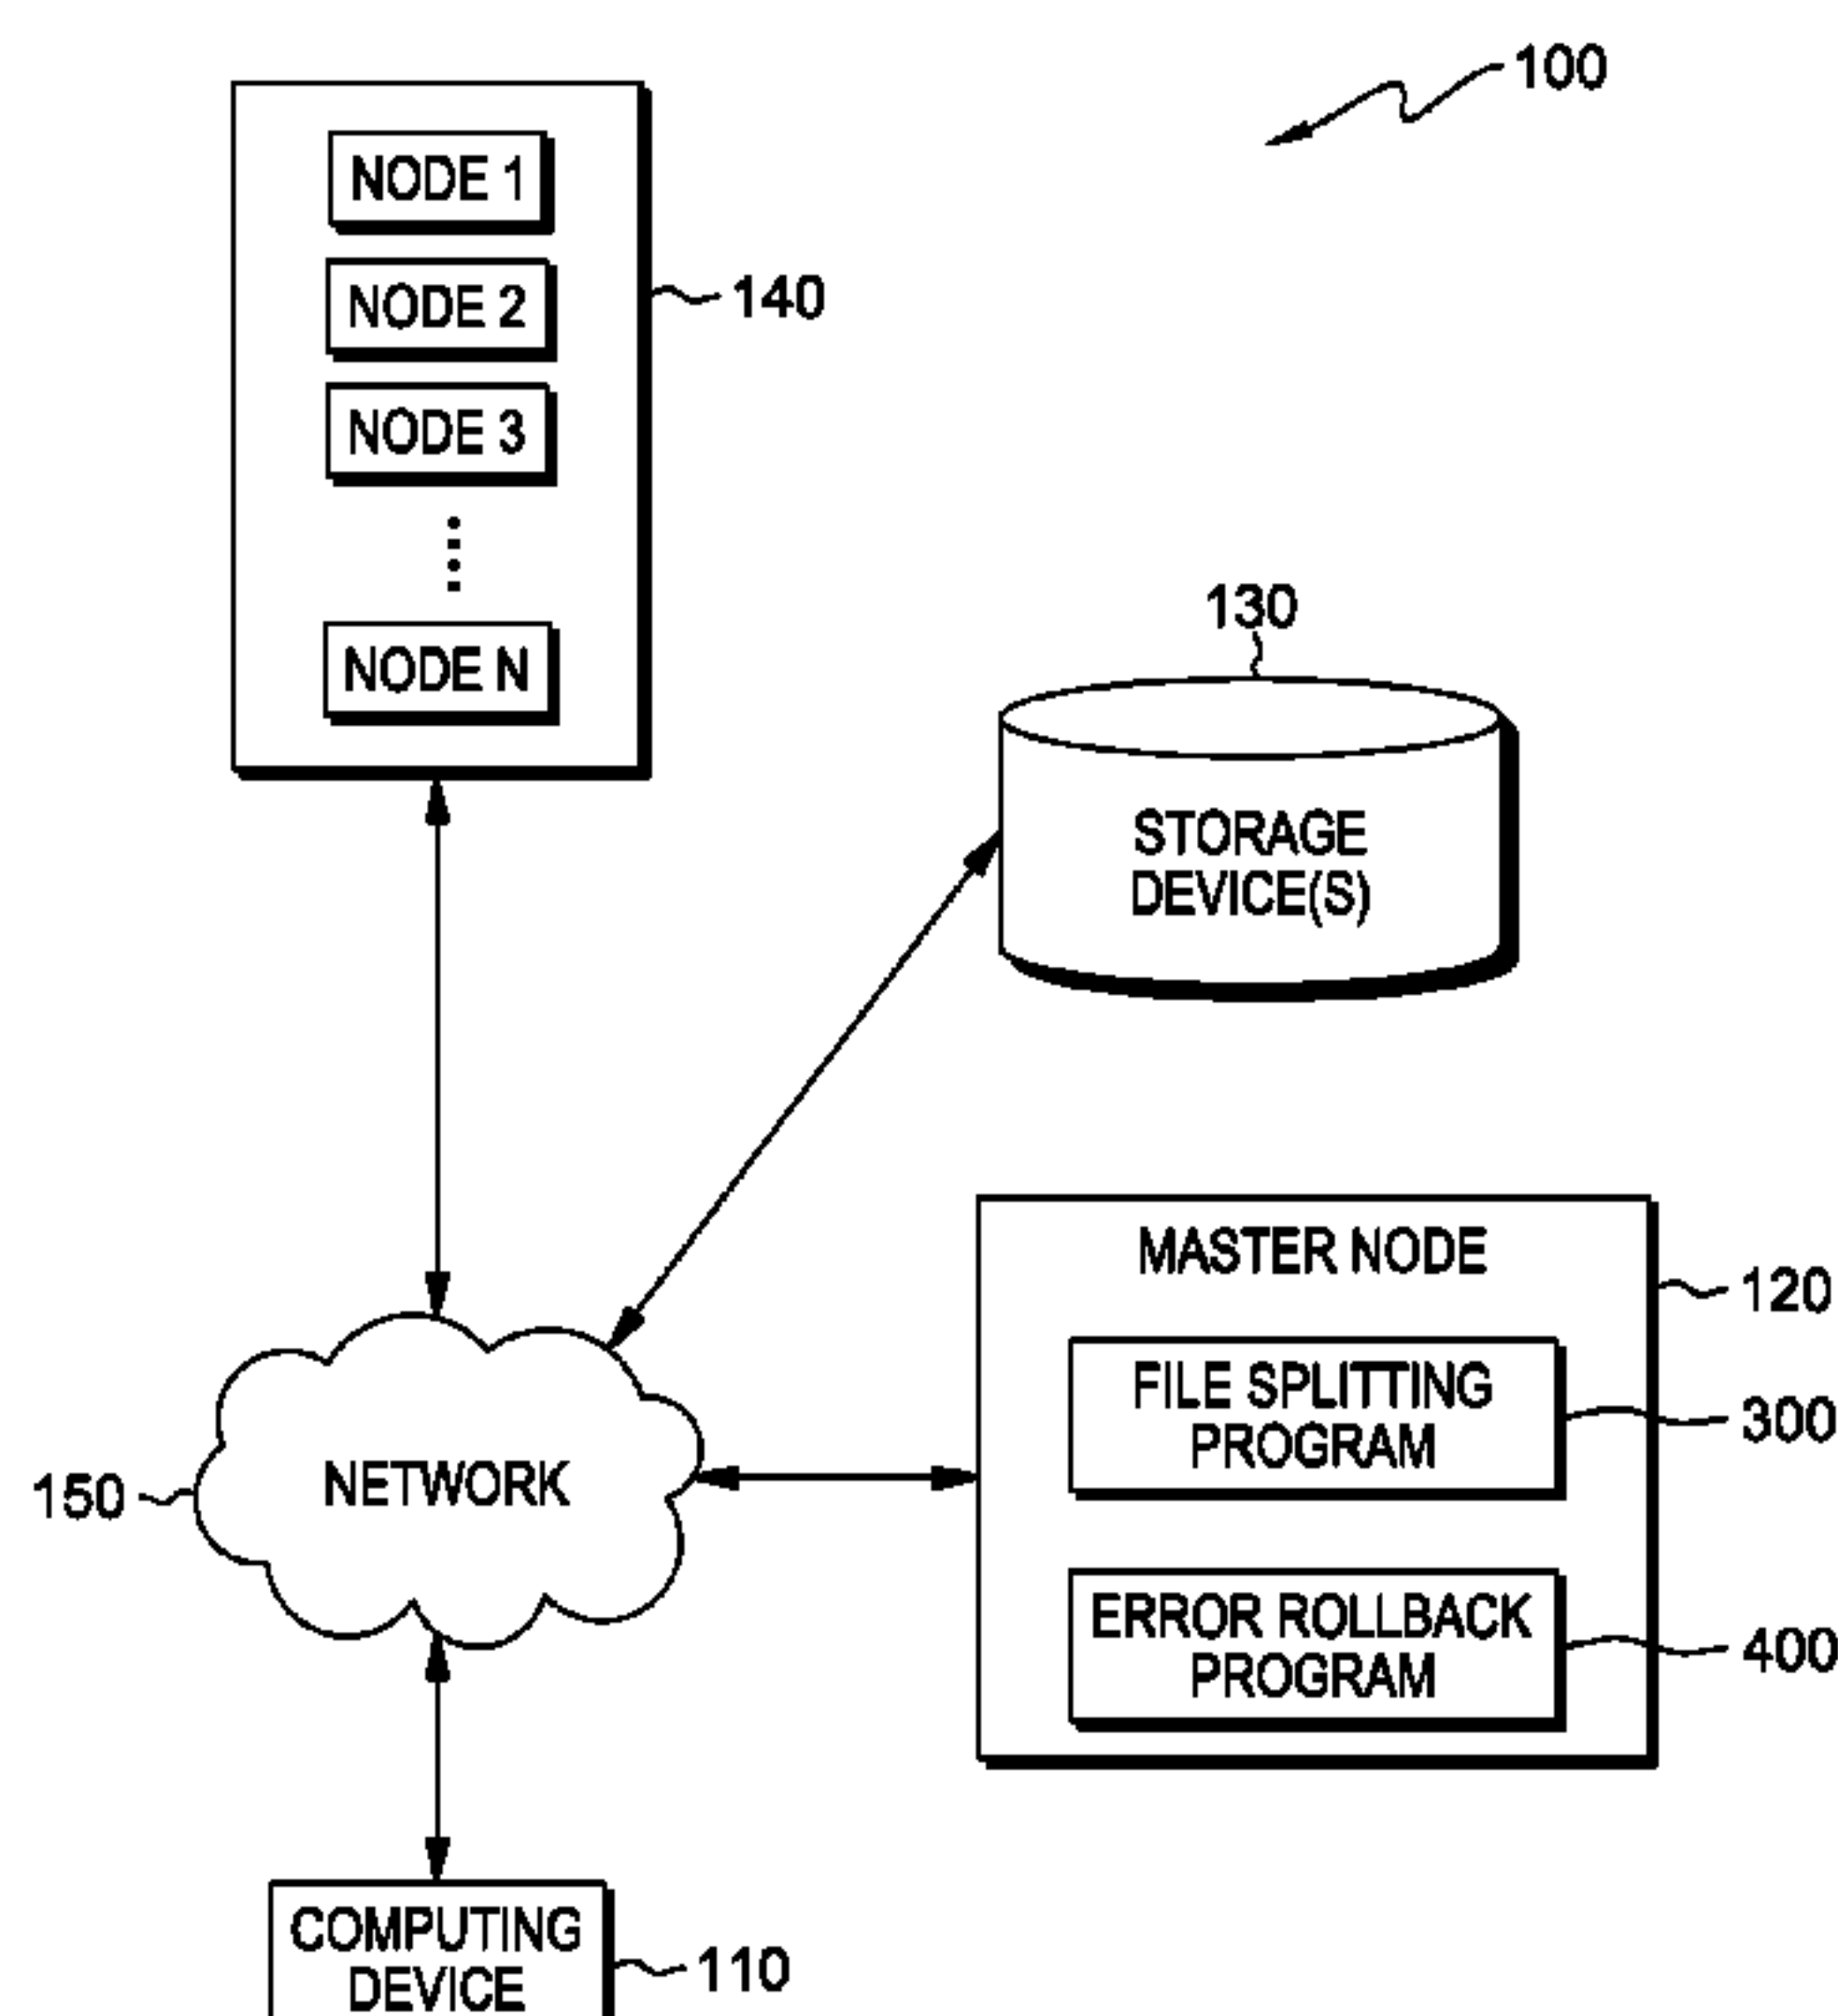 100
NODE 1
NODE 2
140
NODE 3
NODE N
130
STORAGE
DEVICE(S)
MASTER NODE
120
FILE SPLITTING
PROGRAM
300
150
NETWORK
ERROR ROLLBACK
PROGRAM
400
COMPUTING
DEVICE
110